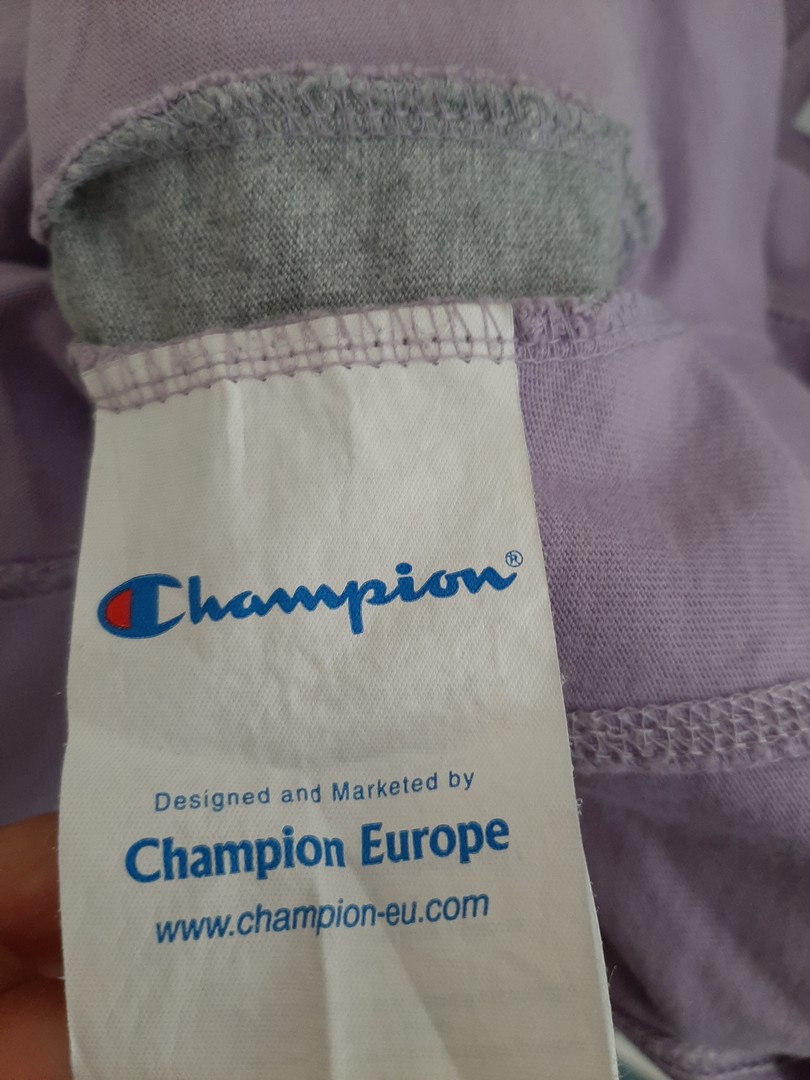 Champion®
Designed and Marketed by
Champion Europe
www.champion-eu.com